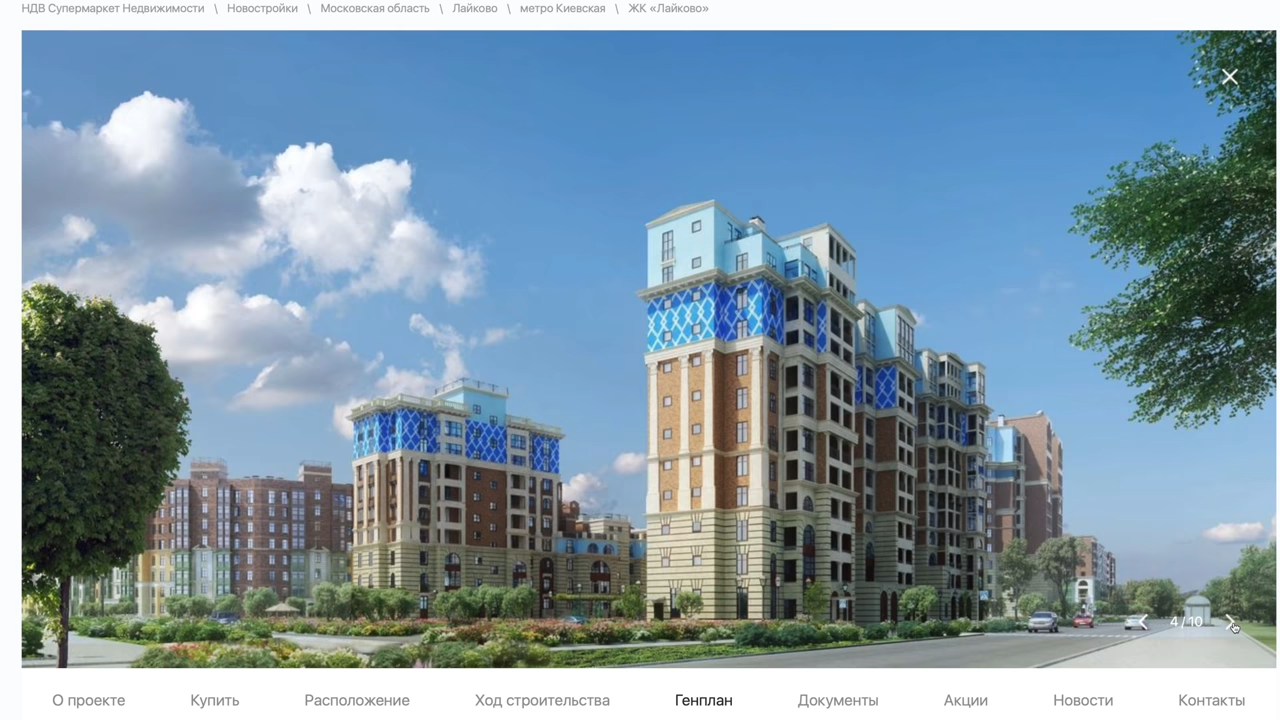 НДВ Супермаркет Недвижимости \ Новостройки \ Московская область \ Лайково \ метро Киевская \ ЖК «Лайково»
4 / 10
О проекте Купить Расположение Ход строительства Генплан Документы Акции Новости Контакты